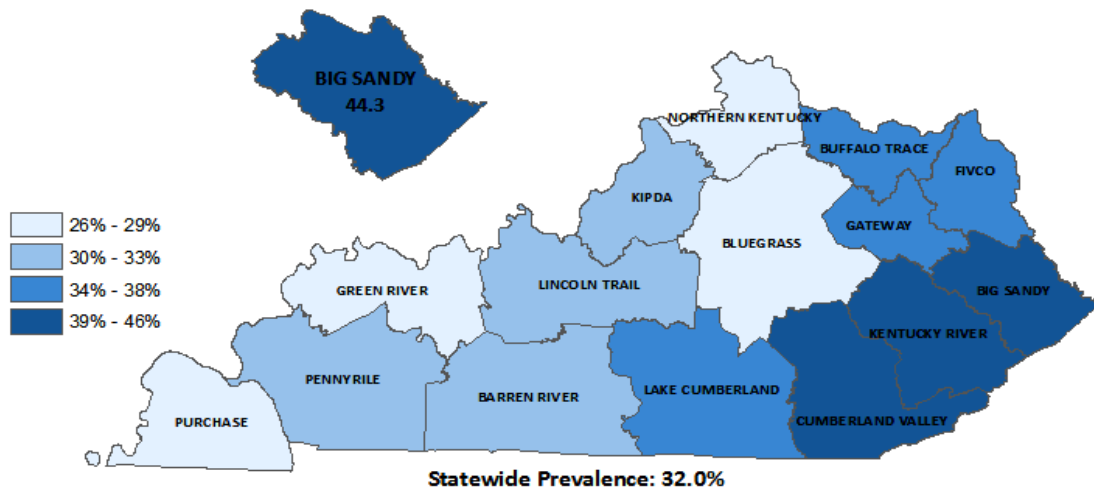 BIG SANDY
44.3
NORTHERN KENTUCKY
BUFFALO TRACE
FIVCO
KIPDA
GATEWAY
BLUEGRASS
26% - 29%
30% - 33%
34% - 38%
39% - 46%
GREEN RIVER
LINCOLN TRAIL
BIG SANDY
KENTUCKY RIVER
PENNYRILE
BARREN RIVER
LAKE CUMBERLAND
PURCHASE
CUMBERLAND VALLEY
Statewide Prevalence: 32.0%